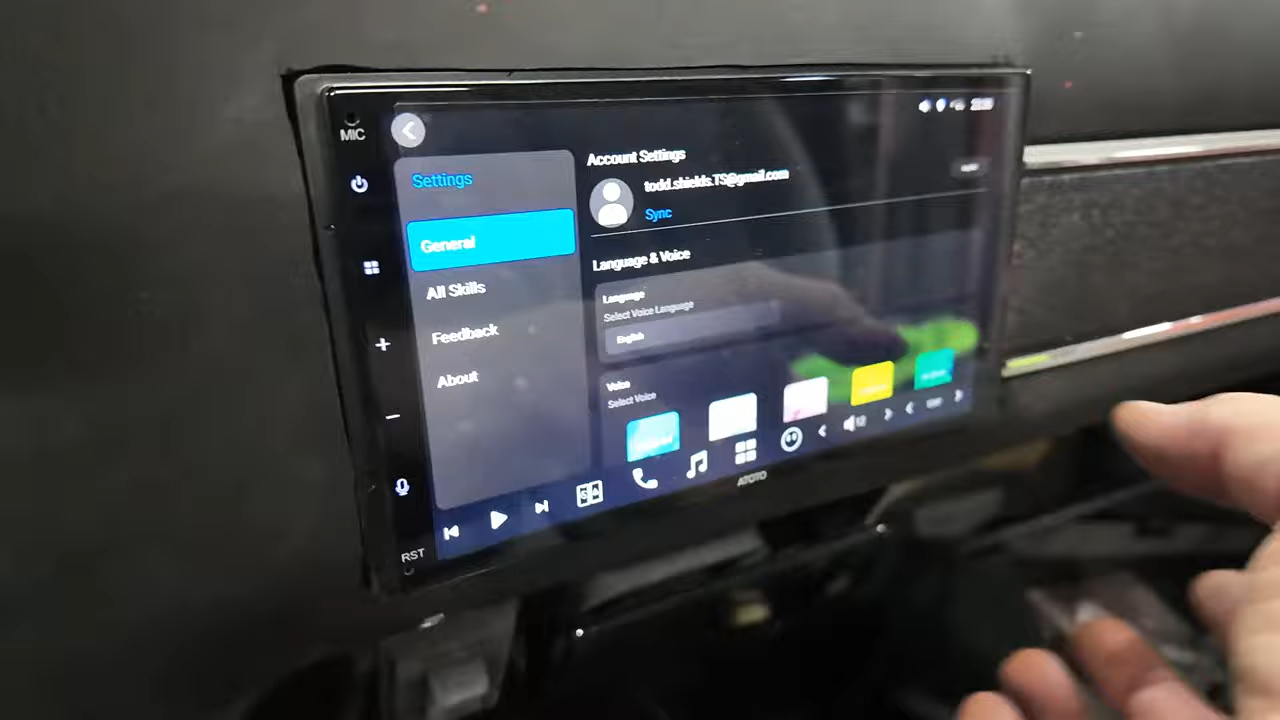 MIC
Settings
General
All Skills
Feedback
About
Account Settings
todd.shields.TS@gmail.com
Sync
Language & Voice
Language
Select Voice Language
English
Voice
Select Voice
12
ATOTO
RST